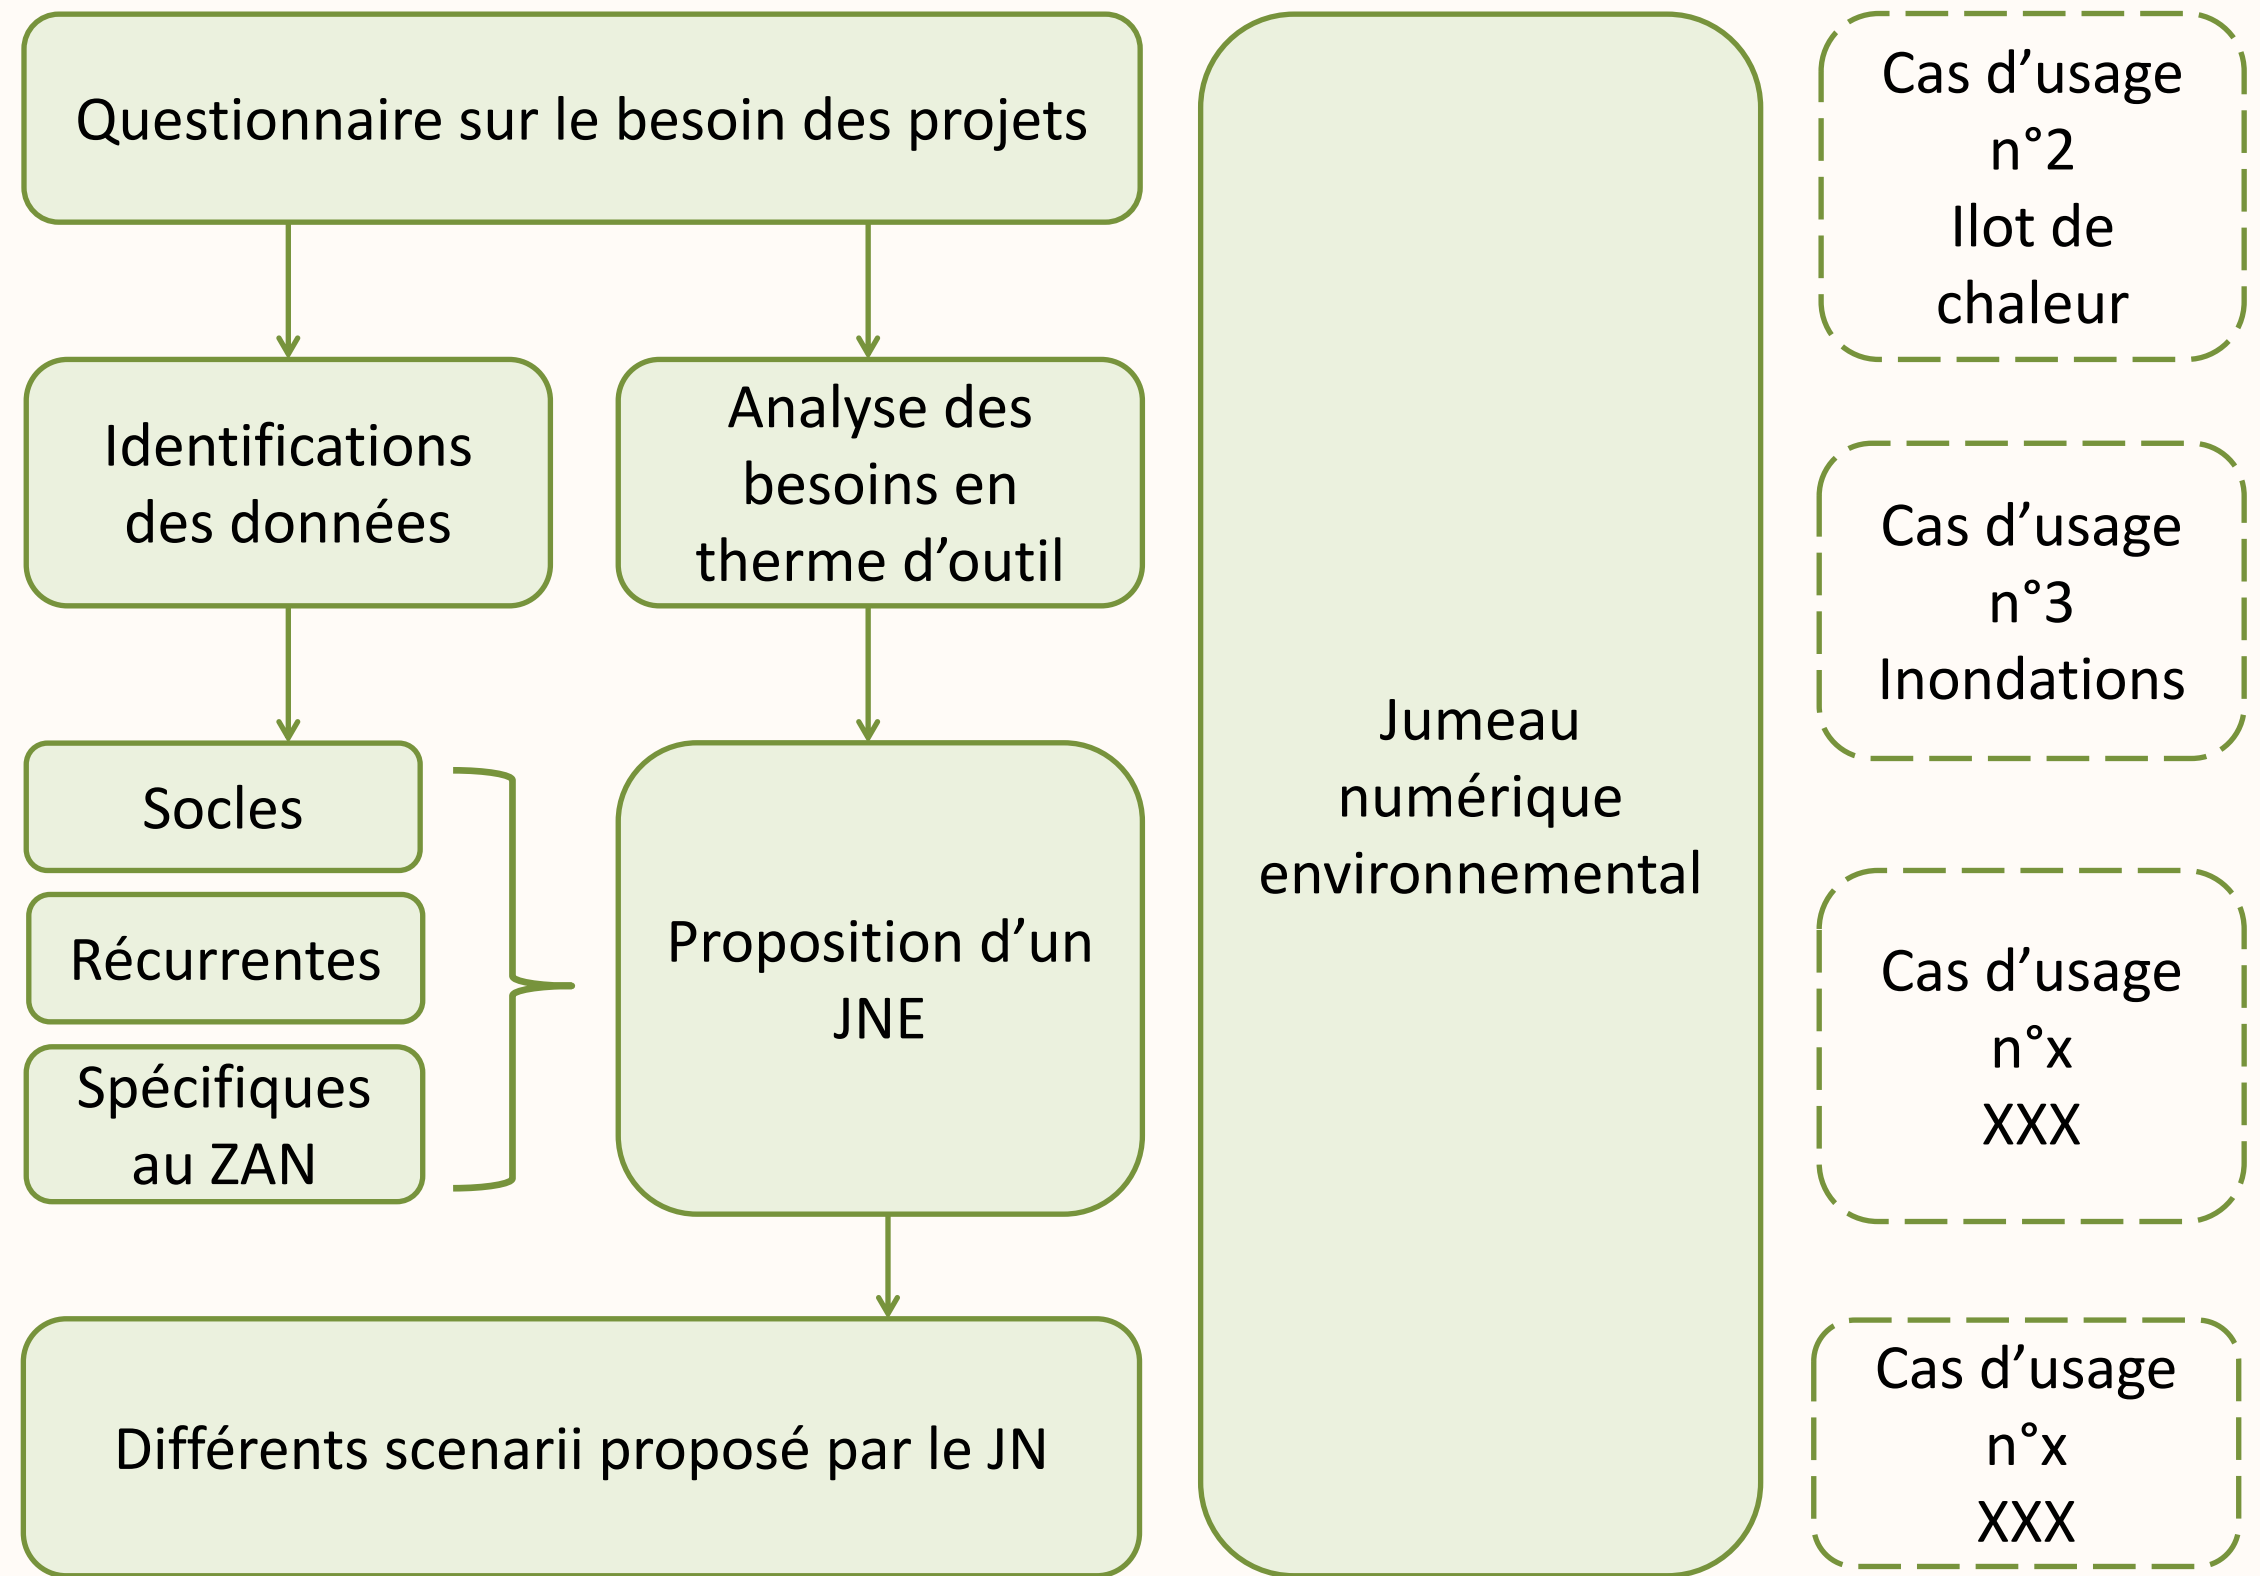 Questionnaire sur le besoin des projets
Identifications
des données
Analyse des
besoins en
therme d’outil
Socles
Récurrentes
Spécifiques
au ZAN
Proposition d’un
JNE
Différents scenarii proposé par le JN
Jumeau
numérique
environnemental
Cas d’usage
n°2
Ilot de
chaleur
Cas d’usage
n°3
Inondations
Cas d’usage
n°x
XXX
Cas d’usage
n°x
XXX